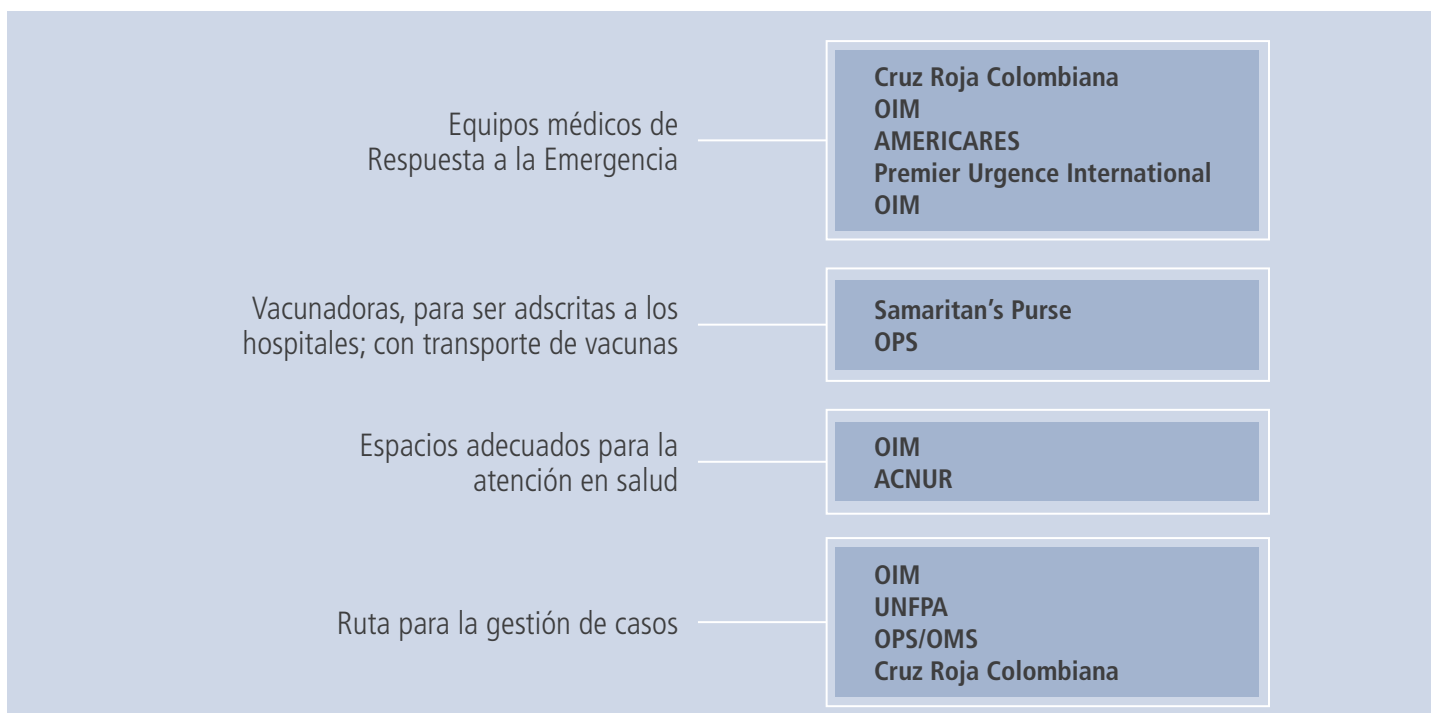 Equipos médicos de
Respuesta a la Emergencia
Cruz Roja Colombiana
OIM
AMERICARES
Premier Urgence International
OIM
Vacunadoras, para ser adscritas a los
hospitales; con transporte de vacunas
Samaritan's Purse
OPS
Espacios adecuados para la
atención en salud
OIM
ACNUR
Ruta para la gestión de casos
OIM
UNFPA
OPS/OMS
Cruz Roja Colombiana